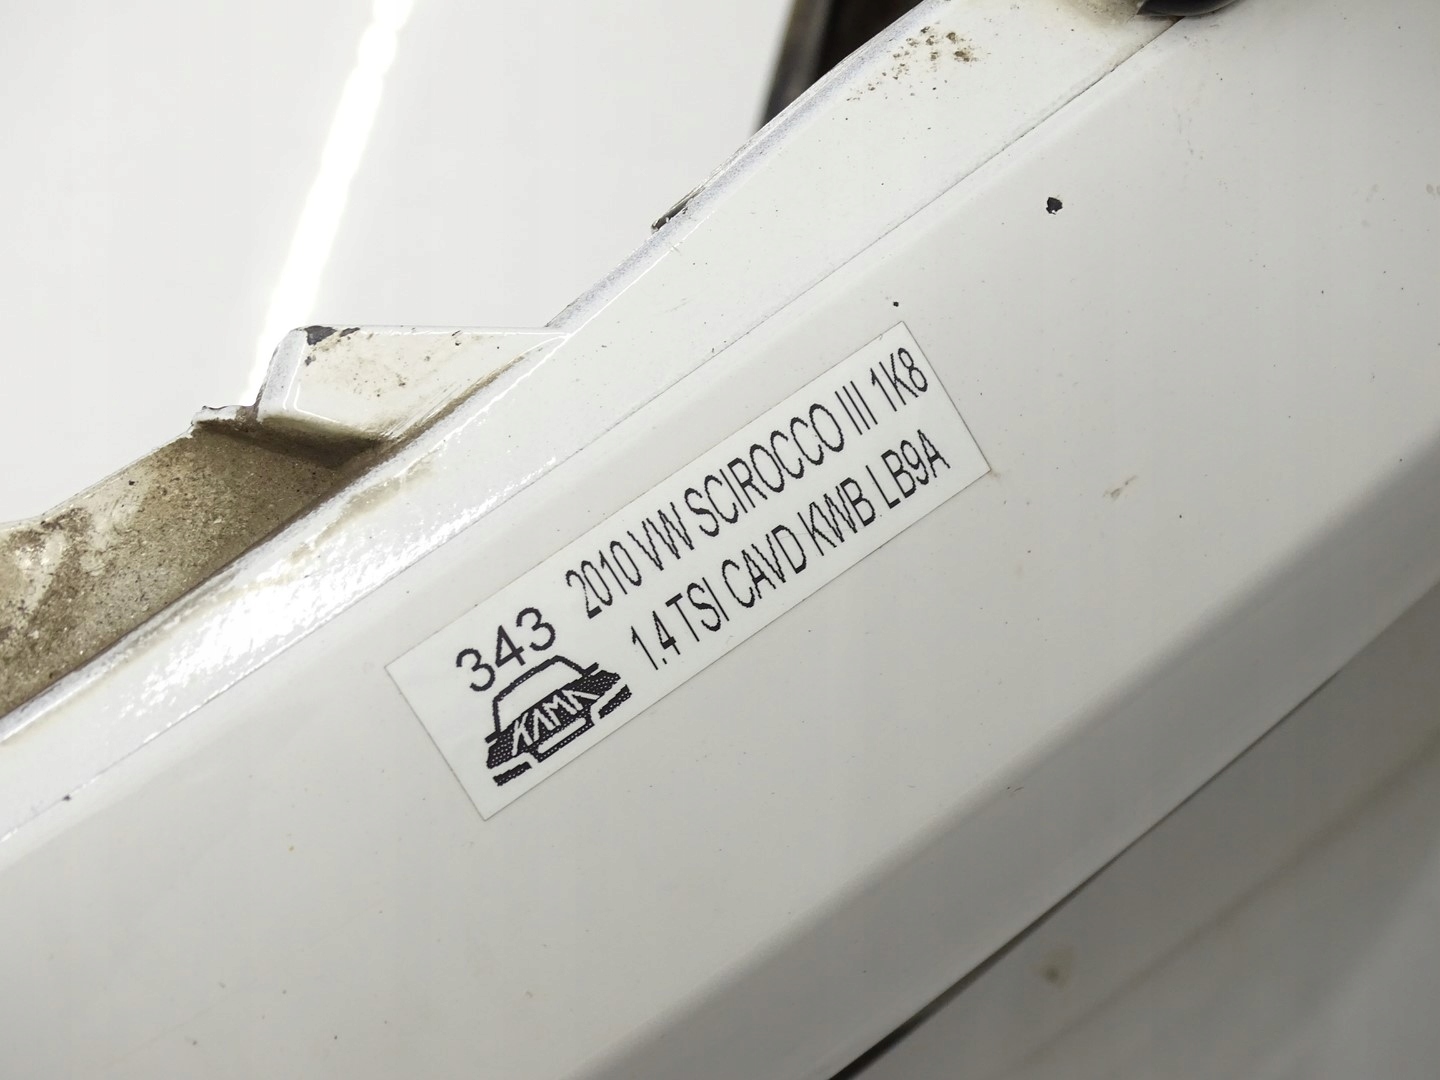 343
2010 VW SCIROCCO III 1K8
1.4 TSI CAVD KWB LB9A
KAMA